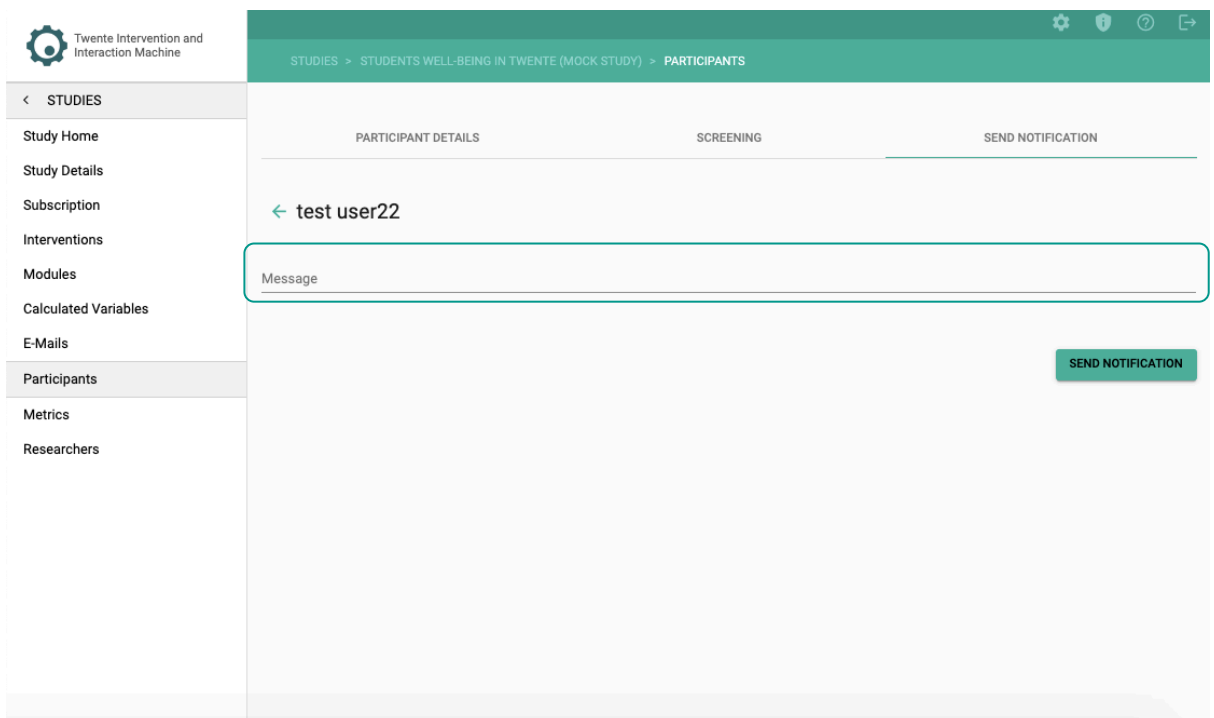 Twente Intervention and
Interaction Machine
STUDIES > STUDENTS WELL-BEING IN TWENTE (MOCK STUDY) > PARTICIPANTS
< STUDIES
Study Home
Study Details
Subscription
Interventions
Modules
Calculated Variables
E-Mails
Participants
Metrics
Researchers
PARTICIPANT DETAILS SCREENING SEND NOTIFICATION
← test user22
Message
SEND NOTIFICATION